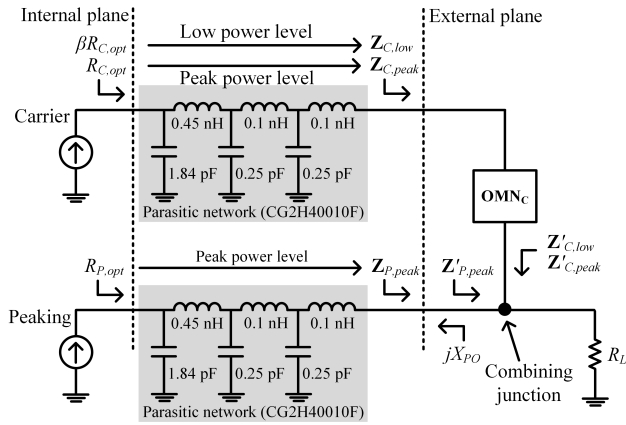 Internal plane
External plane
βR_C,opt
Low power level
Z_C,low
R_C,opt
Z_C,peak
Peak power level
Carrier
0.45 nH
0.1 nH
0.1 nH
1.84 pF
0.25 pF
0.25 pF
Parasitic network (CG2H40010F)
OMN_C
Z'_C,low
Z'_C,peak
R_P,opt
Peak power level
Z_P,peak
Z'_P,peak
Peaking
0.45 nH
0.1 nH
0.1 nH
jX_PO
R_L
1.84 pF
0.25 pF
0.25 pF
Combining
junction
Parasitic network (CG2H40010F)